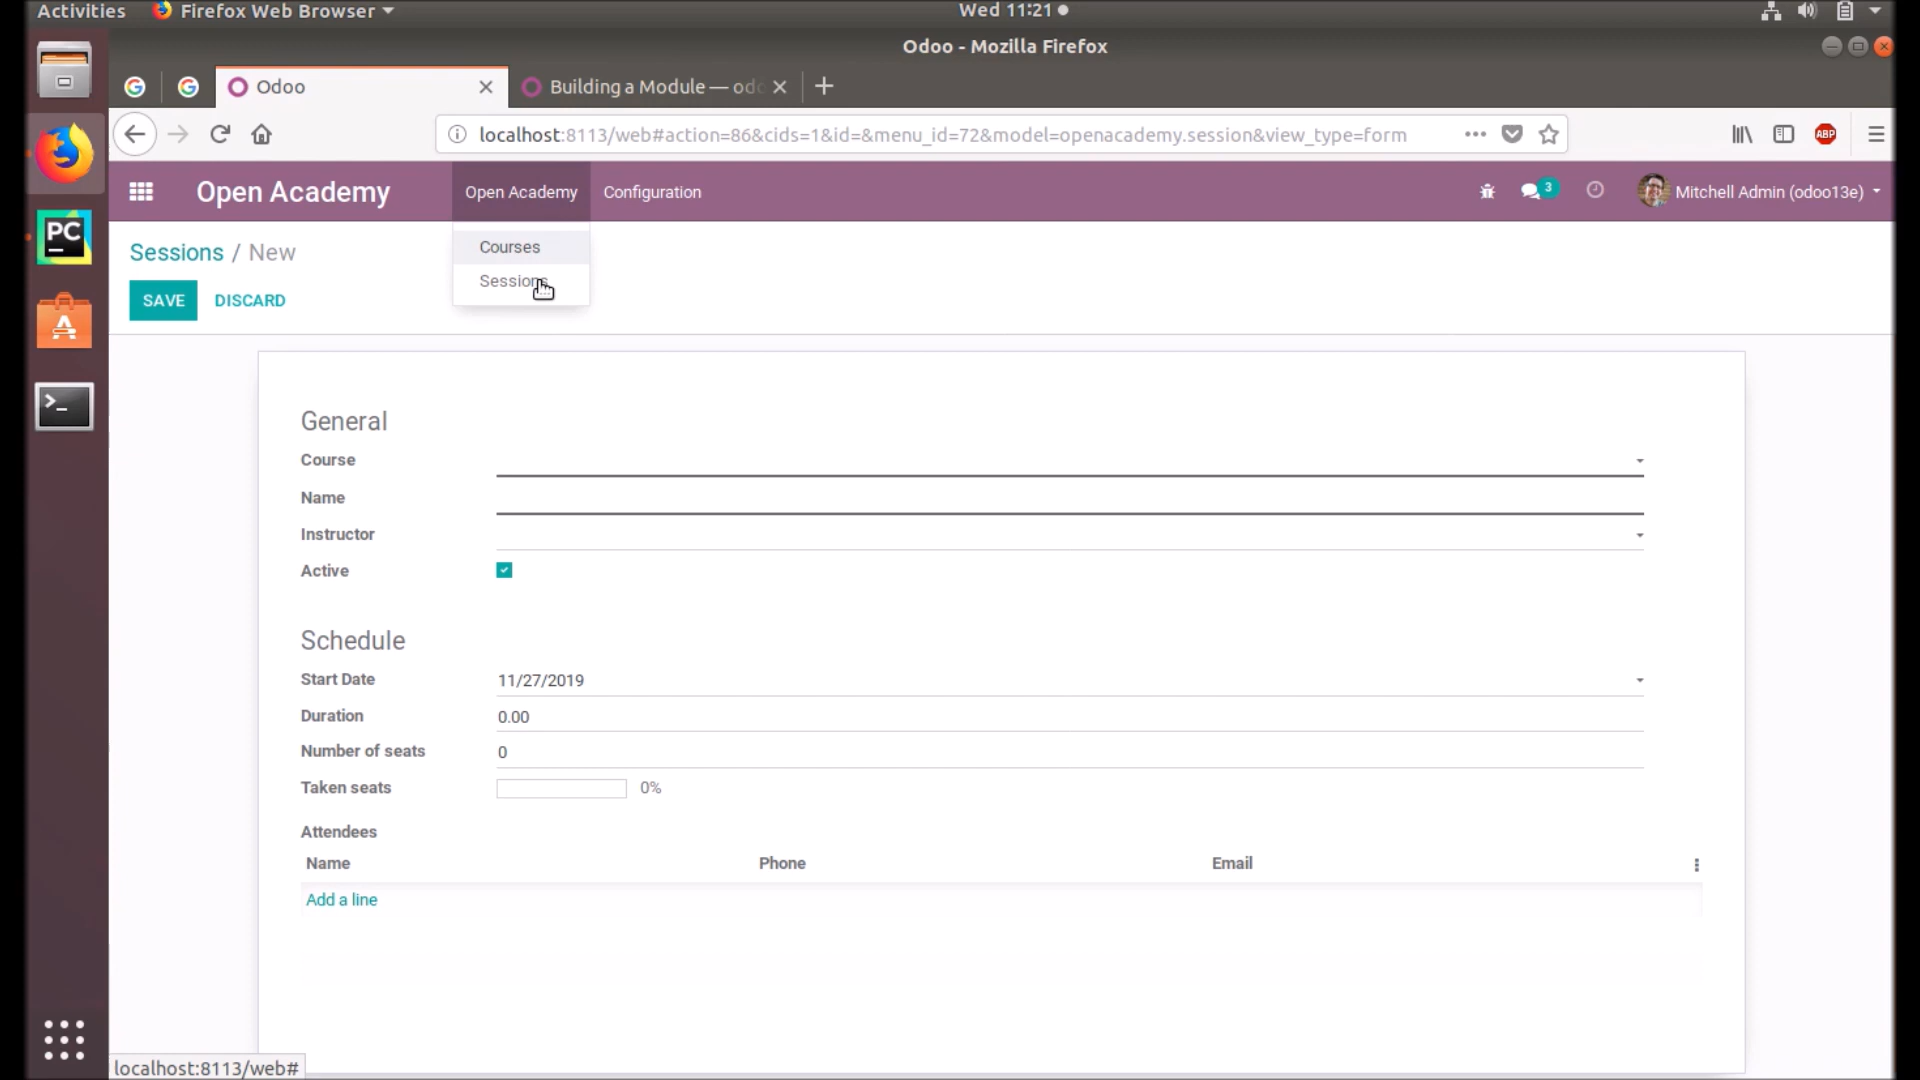 Activities Firefox Web Browser Wed 11:21
Odoo - Mozilla Firefox
Odoo Building a Module — odo
localhost:8113/web#action=86&cids=1&id=&menu_id=72&model=openacademy.session&view_type=form ABP
Open Academy Open Academy Configuration 3 Mitchell Admin (odoo13e)
Sessions / New
Courses
Sessions
SAVE DISCARD
PC
General
Course
Name
Instructor
Active
Schedule
Start Date 11/27/2019
Duration 0.00
Number of seats 0
Taken seats 0%
Attendees
Name Phone Email
Add a line
localhost:8113/web#